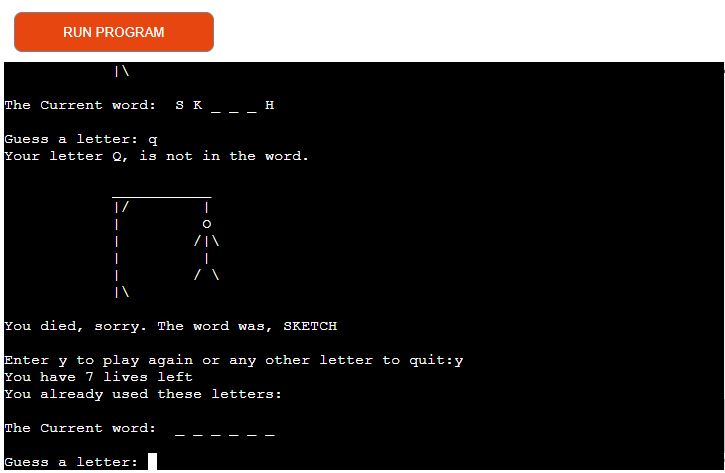 RUN PROGRAM
|\
The Current word:  S K _ _ _ H
Guess a letter: q
Your letter Q, is not in the word.
___________
|/        |
|         o
|        /|\
|         |
|        / \
|\
You died, sorry. The word was, SKETCH
Enter y to play again or any other letter to quit:y
You have 7 lives left
You already used these letters:
The Current word:  _ _ _ _ _ _
Guess a letter: